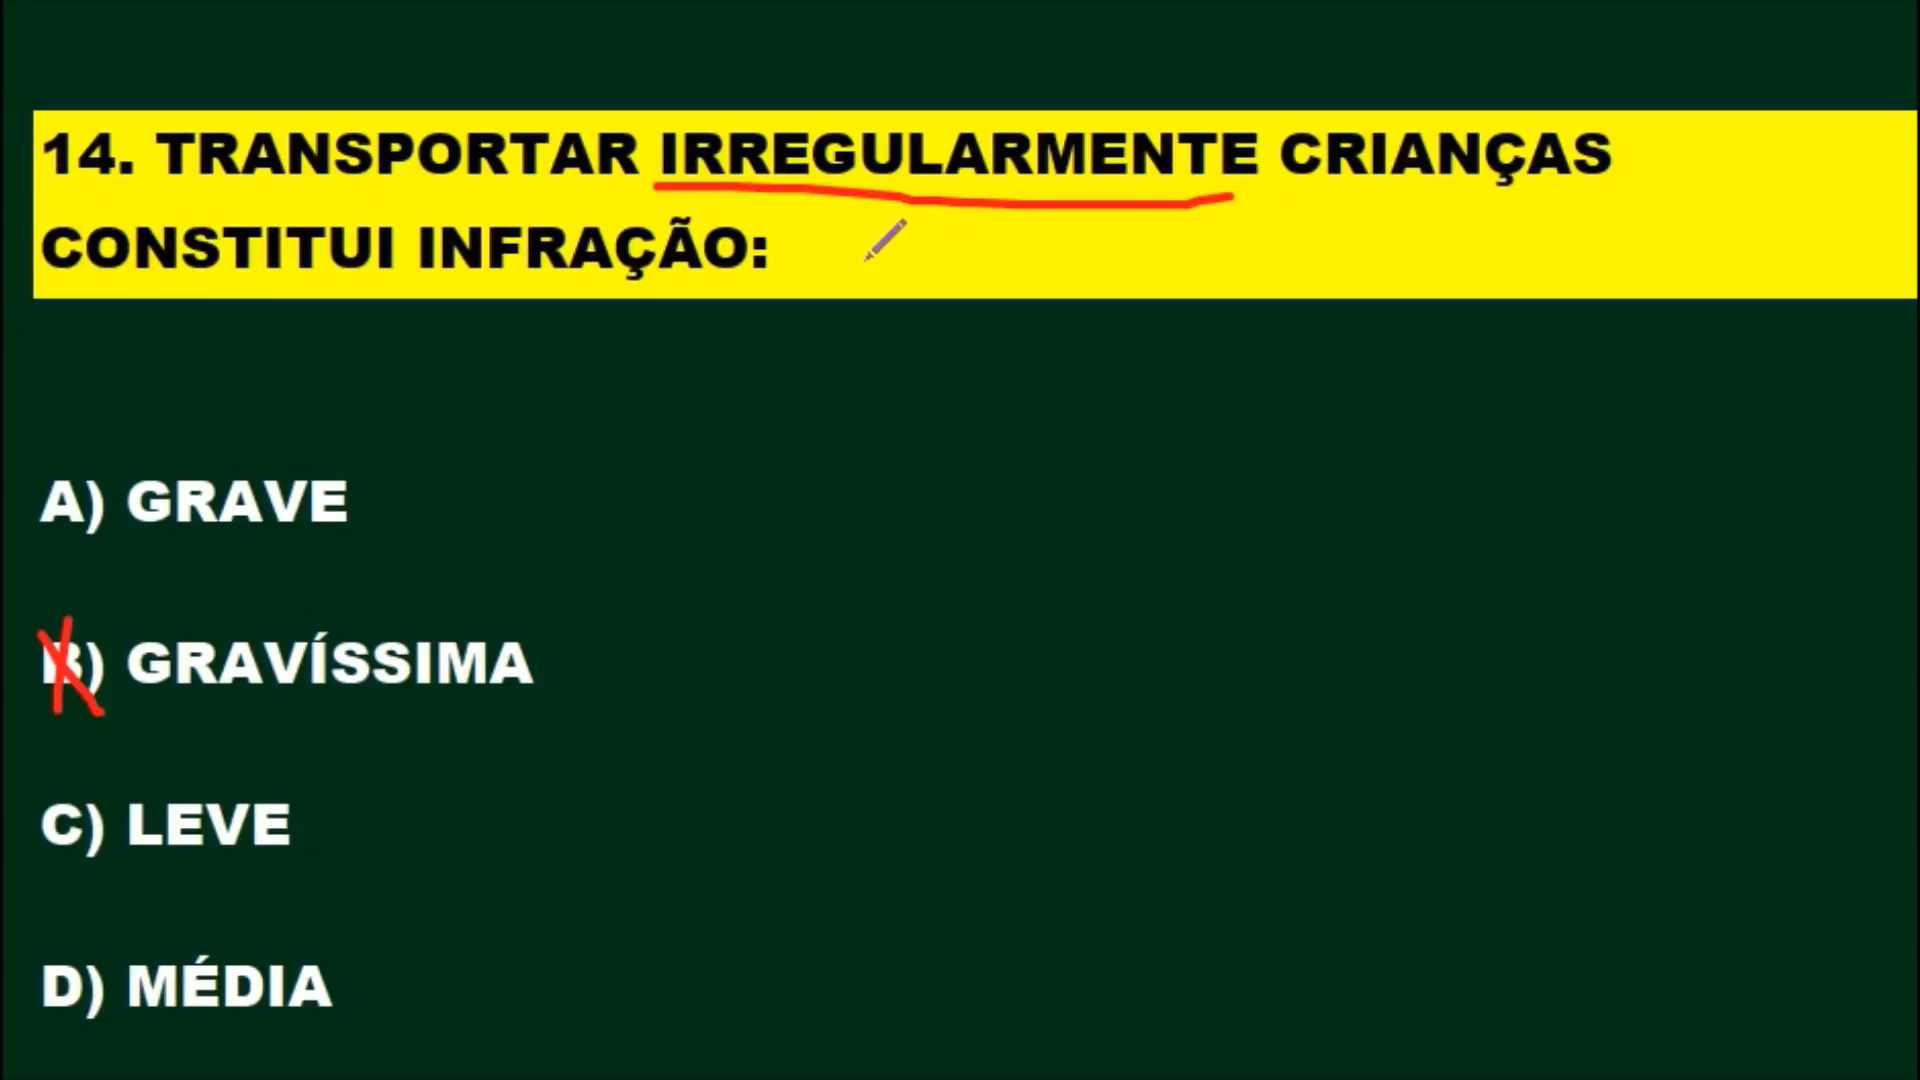 14. TRANSPORTAR IRREGULARMENTE CRIANÇAS
CONSTITUI INFRAÇÃO:
A) GRAVE
B) GRAVÍSSIMA
C) LEVE
D) MÉDIA